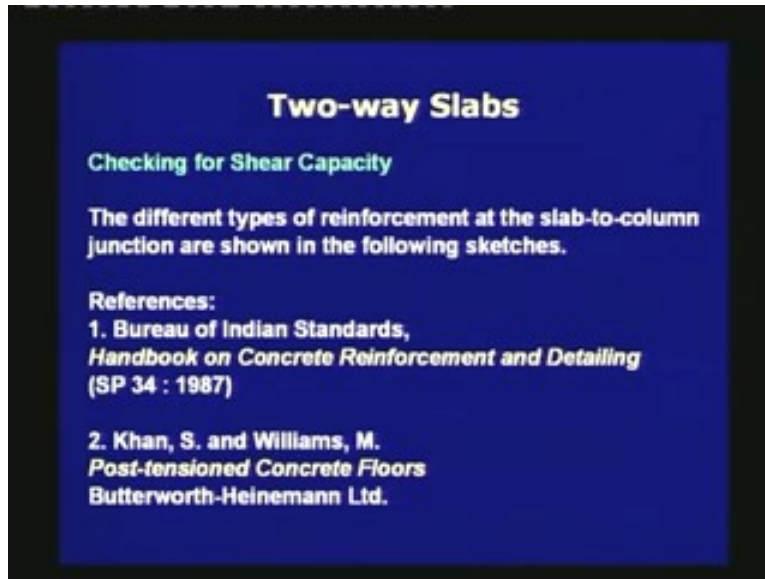 Two-way Slabs
Checking for Shear Capacity
The different types of reinforcement at the slab-to-column
junction are shown in the following sketches.
References:
1. Bureau of Indian Standards,
Handbook on Concrete Reinforcement and Detailing
(SP 34 : 1987)
2. Khan, S. and Williams, M.
Post-tensioned Concrete Floors
Butterworth-Heinemann Ltd.